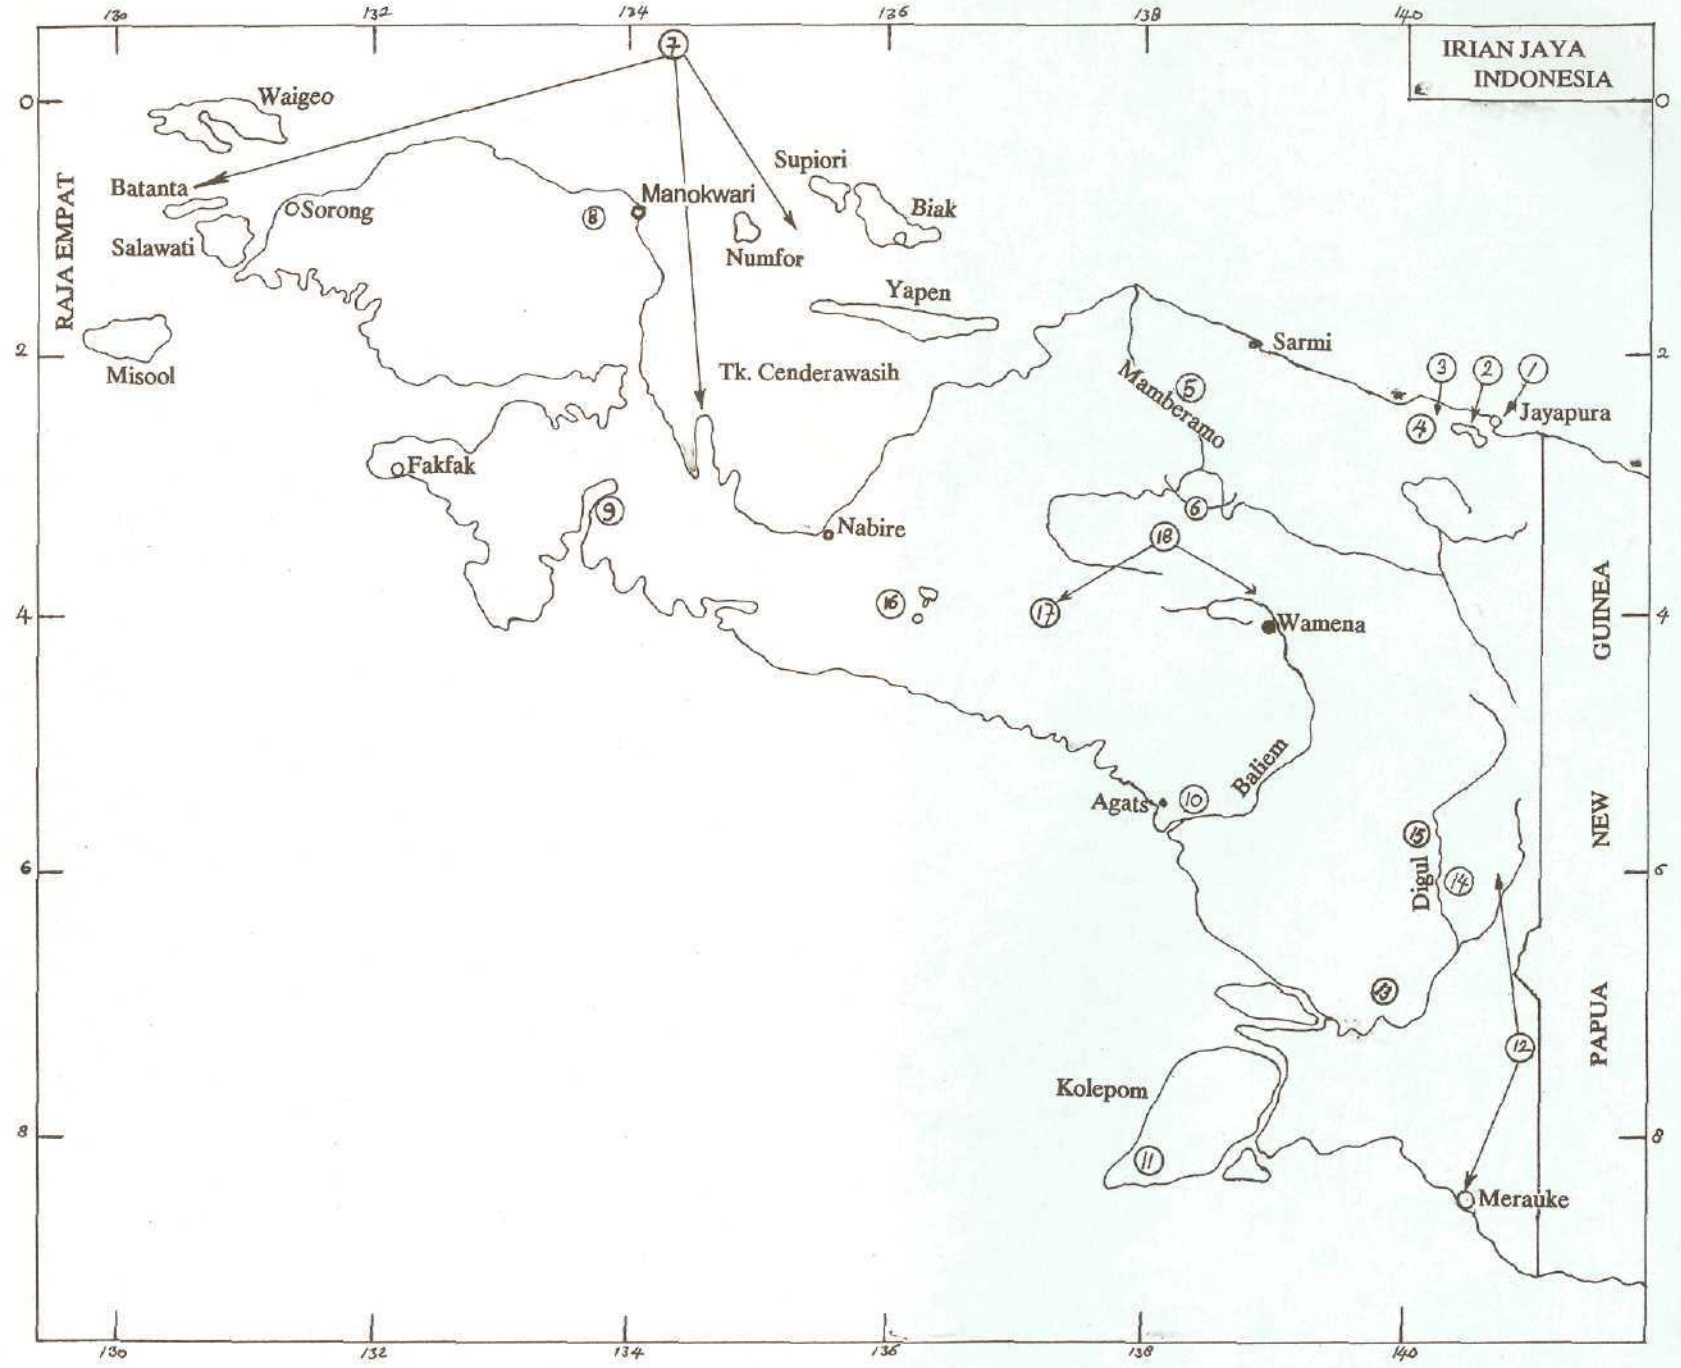 130 132 134 136 138 140
IRIAN JAYA
INDONESIA
7
0
0
Waigeo
Supiori
Batanta
Manokwari
Sorong
8
Biak
RAJA EMPAT
Salawati
Numfor
Yapen
Sarmi
2
2
Misool
Tk. Cenderawasih
Mamberamo
5
3
2
1
Jayapura
4
Fakfak
9
6
Nabire
18
16
17
4
4
Wamena
GUINEA
Baliem
Agats
10
NEW
15
6
6
Digul
14
13
PAPUA
12
Kolepom
8
8
11
Merauke
130 132 134 136 138 140